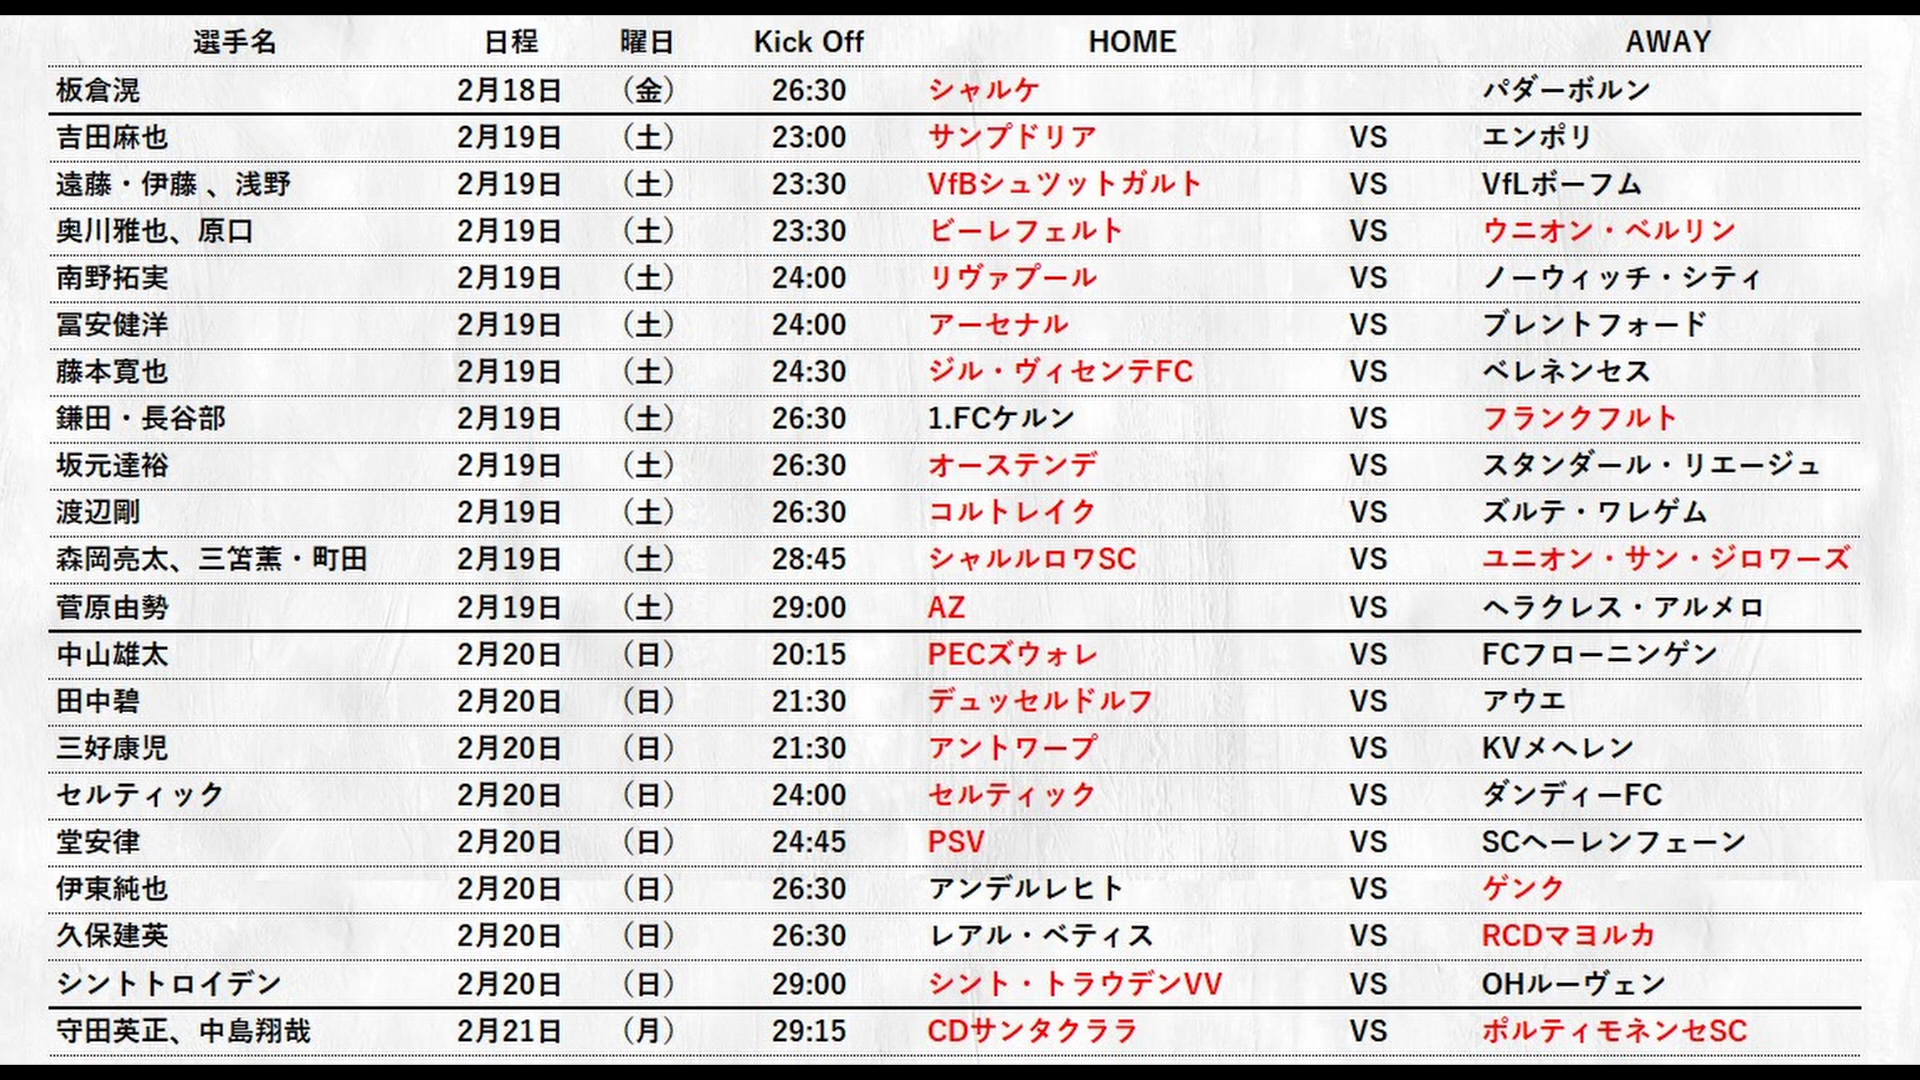 選手名 日程 曜日 Kick Off HOME AWAY
板倉滉 2月18日 （金） 26:30 シャルケ パダーボルン
吉田麻也 2月19日 （土） 23:00 サンプドリア VS エンポリ
遠藤・伊藤 、浅野 2月19日 （土） 23:30 VfBシュツットガルト VS VfLボーフム
奥川雅也、原口 2月19日 （土） 23:30 ビーレフェルト VS ウニオン・ベルリン
南野拓実 2月19日 （土） 24:00 リヴァプール VS ノーウィッチ・シティ
冨安健洋 2月19日 （土） 24:00 アーセナル VS ブレントフォード
藤本寛也 2月19日 （土） 24:30 ジル・ヴィセンテFC VS ベレネンセス
鎌田・長谷部 2月19日 （土） 26:30 1.FCケルン VS フランクフルト
坂元達裕 2月19日 （土） 26:30 オーステンデ VS スタンダール・リエージュ
渡辺剛 2月19日 （土） 26:30 コルトレイク VS ズルテ・ワレゲム
森岡亮太、三笘薫・町田 2月19日 （土） 28:45 シャルルロワSC VS ユニオン・サン・ジロワーズ
菅原由勢 2月19日 （土） 29:00 AZ VS ヘラクレス・アルメロ
中山雄太 2月20日 （日） 20:15 PECズウォレ VS FCフローニンゲン
田中碧 2月20日 （日） 21:30 デュッセルドルフ VS アウエ
三好康児 2月20日 （日） 21:30 アントワープ VS KVメヘレン
セルティック 2月20日 （日） 24:00 セルティック VS ダンディーFC
堂安律 2月20日 （日） 24:45 PSV VS SCヘーレンフェーン
伊東純也 2月20日 （日） 26:30 アンデルレヒト VS ゲンク
久保建英 2月20日 （日） 26:30 レアル・ベティス VS RCDマヨルカ
シントトロイデン 2月20日 （日） 29:00 シント・トラウデンVV VS OHルーヴェン
守田英正、中島翔哉 2月21日 （月） 29:15 CDサンタクララ VS ポルティモネンセSC